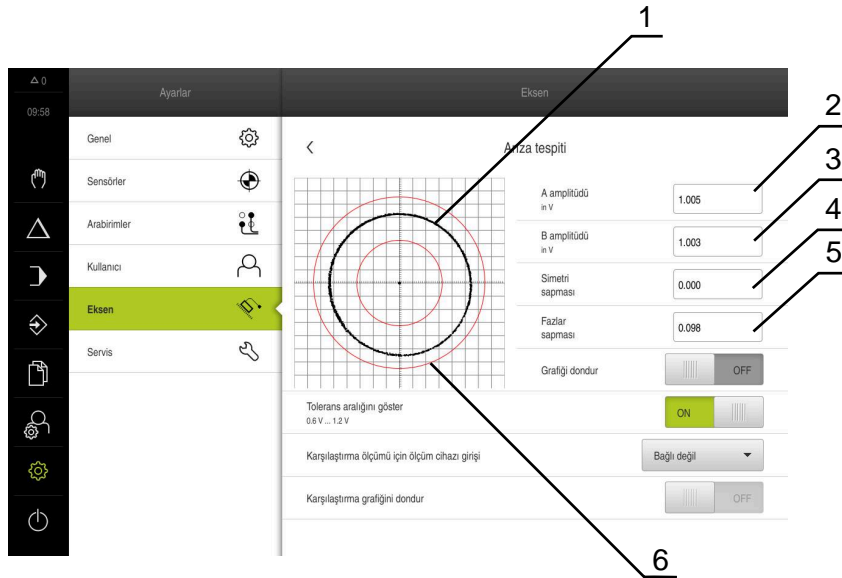 1
△ 0
09:58
Ayarlar
Eksen
Genel
Sensörler
Arabirimler
Kullanıcı
Eksen
Servis
Arıza tespiti
A amplitüdü
in V
1.005
2
B amplitüdü
in V
1.003
3
Simetri
sapması
0.000
4
Fazlar
sapması
0.098
5
Grafiği dondur
OFF
Tolerans aralığını göster
0.6 V ... 1.2 V
ON
Karşılaştırma ölçümü için ölçüm cihazı girişi
Bağlı değil
Karşılaştırma grafiğini dondur
OFF
6